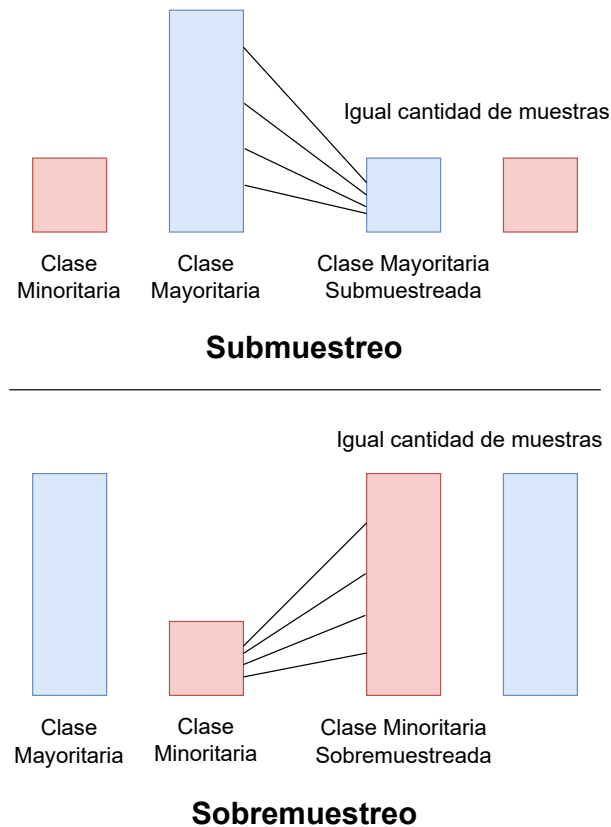 Igual cantidad de muestras
Clase
Minoritaria
Clase
Mayoritaria
Clase Mayoritaria
Submuestreada
Submuestreo
Igual cantidad de muestras
Clase
Mayoritaria
Clase
Minoritaria
Clase Minoritaria
Sobremuestreada
Sobremuestreo